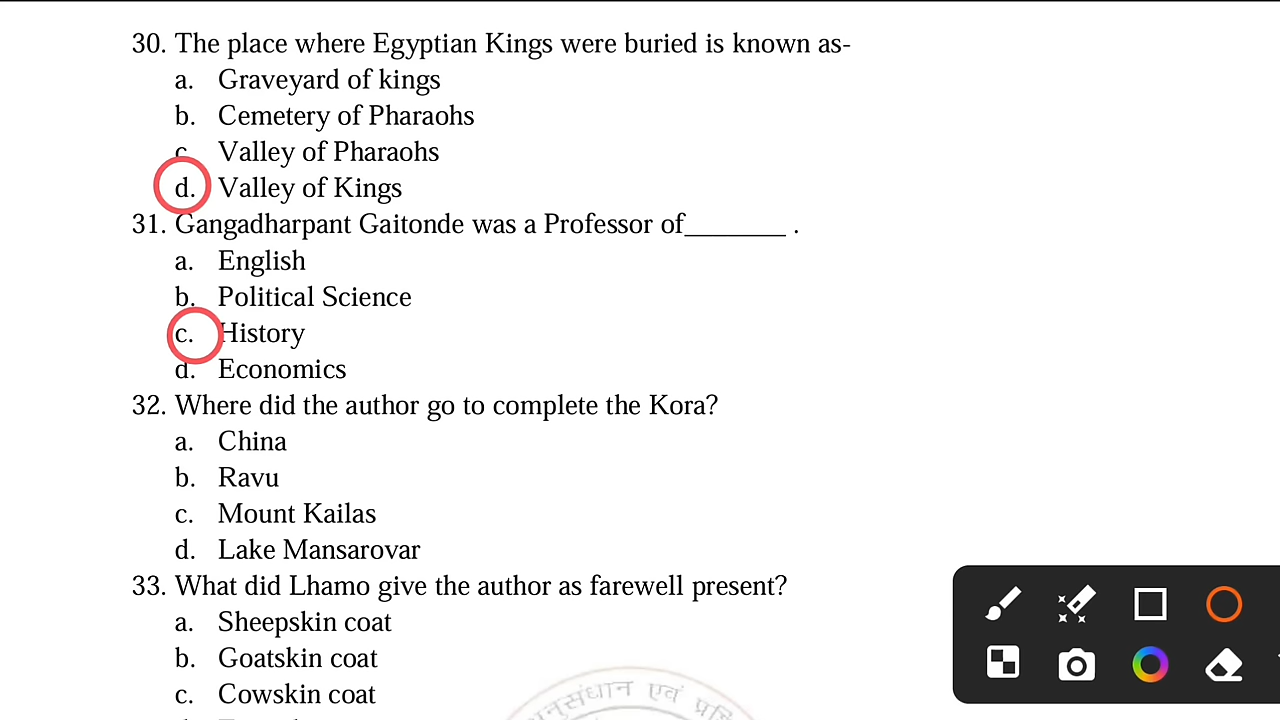 30. The place where Egyptian Kings were buried is known as-
a. Graveyard of kings
b. Cemetery of Pharaohs
c. Valley of Pharaohs
d. Valley of Kings
31. Gangadharpant Gaitonde was a Professor of_______ .
a. English
b. Political Science
c. History
d. Economics
32. Where did the author go to complete the Kora?
a. China
b. Ravu
c. Mount Kailas
d. Lake Mansarovar
33. What did Lhamo give the author as farewell present?
a. Sheepskin coat
b. Goatskin coat
c. Cowskin coat
एवं